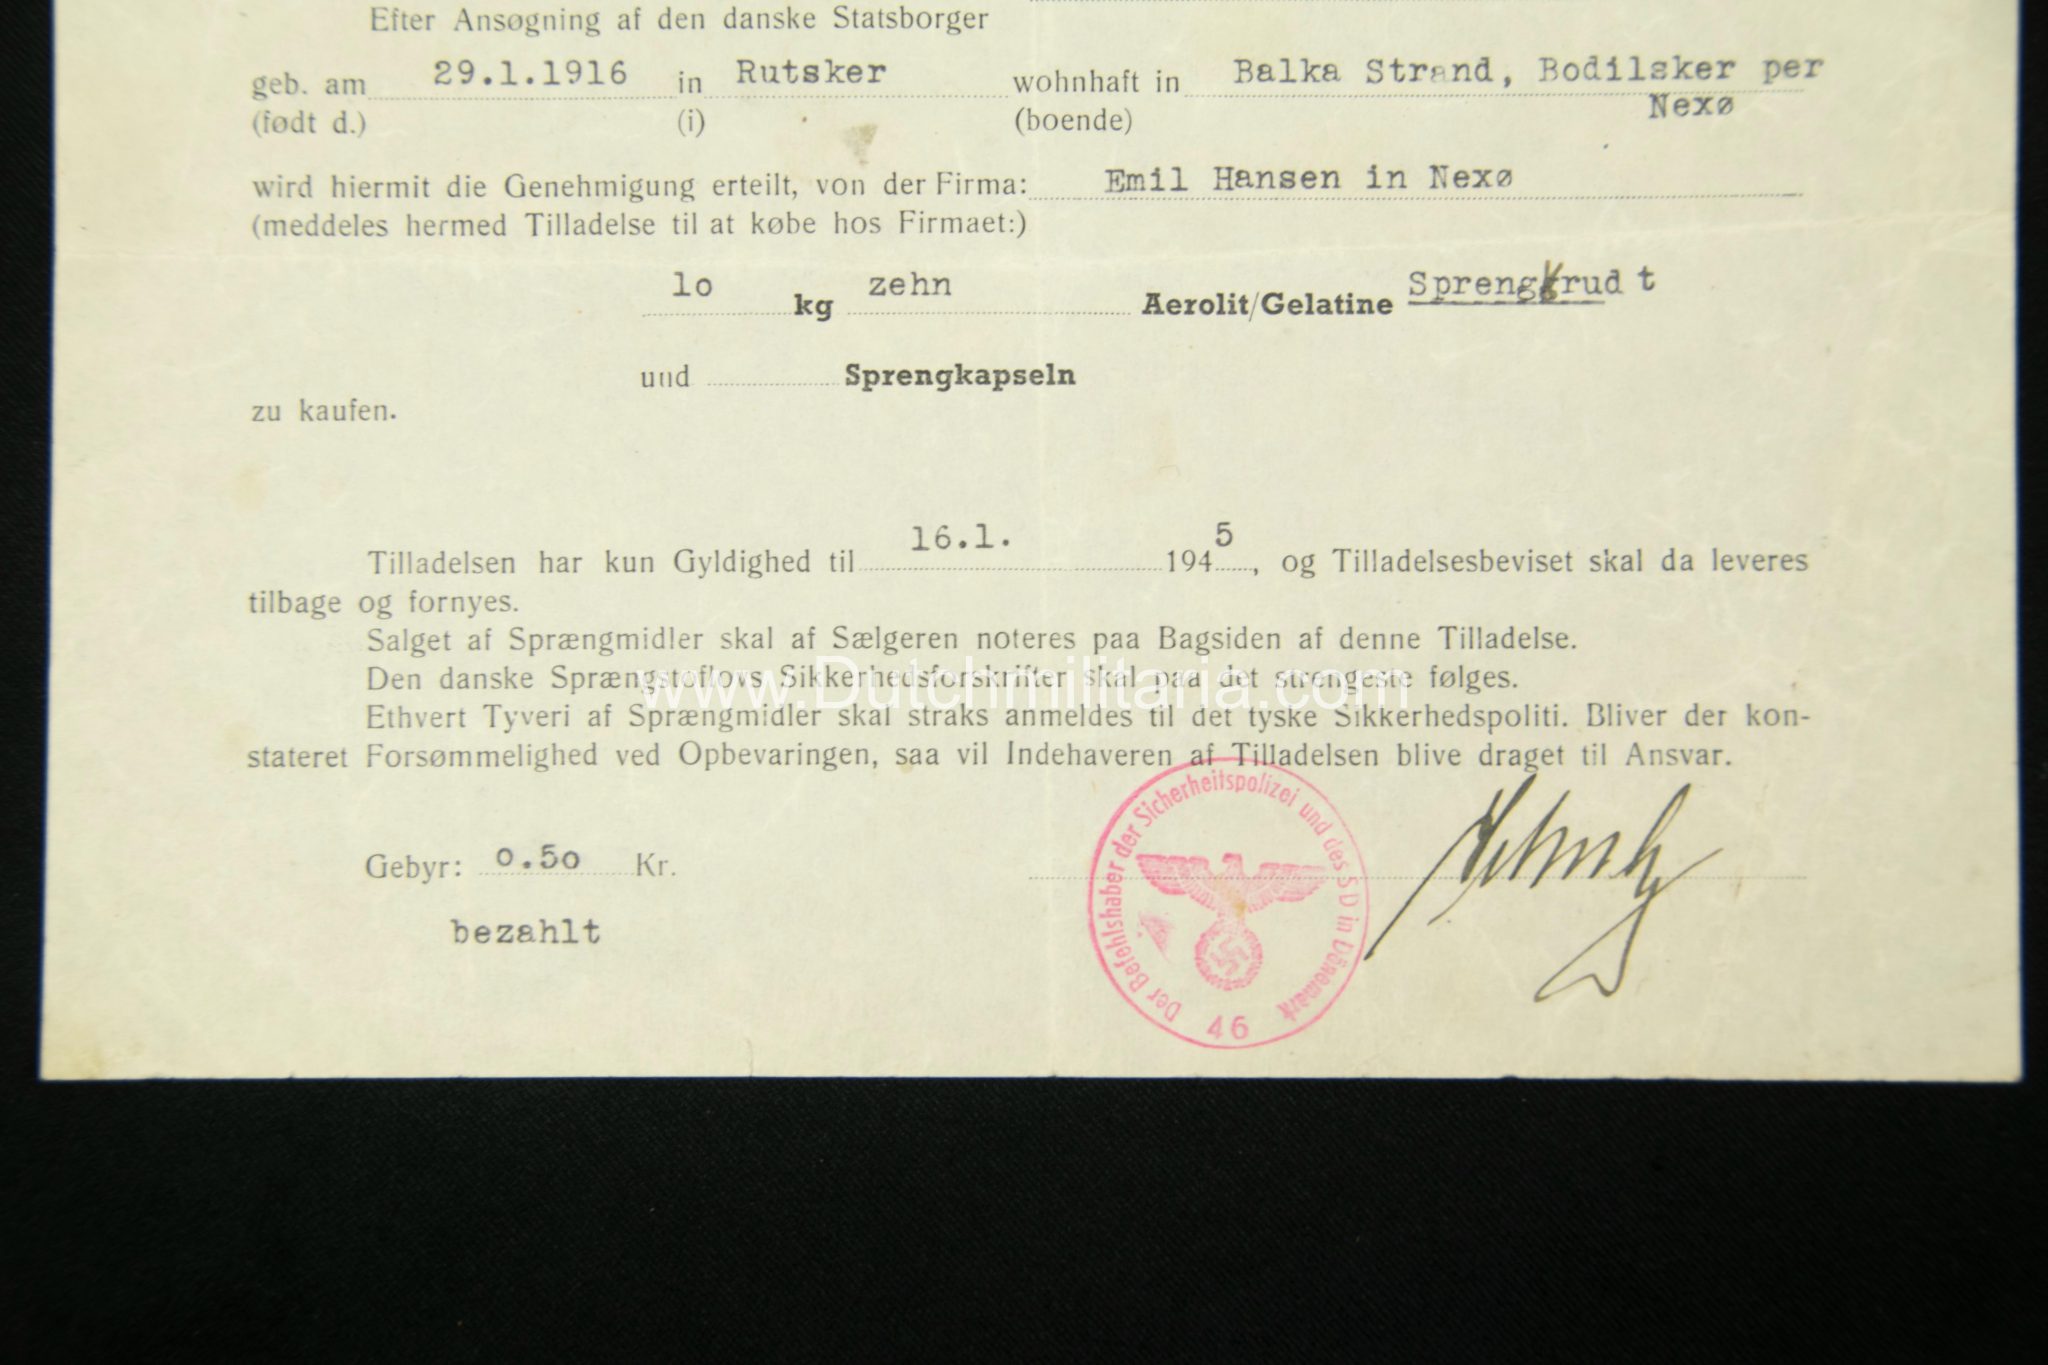 Efter Ansøgning af den danske Statsborger
geb. am 29.1.1916 in Rutsker wohnhaft in Balka Strand, Bodilsker per
Nexø
(født d.) (i) (boende)
wird hiermit die Genehmigung erteilt, von der Firma: Emil Hansen in Nexø
(meddeles hermed Tilladelse til at købe hos Firmaet:)
lo kg zehn Aerolit/Gelatine Sprengkrudt
und Sprengkapseln
zu kaufen.
Tilladelsen har kun Gyldighed til 16.1. 1945, og Tilladelsesbeviset skal da leveres
tilbage og fornyes.
Salget af Sprængmidler skal af Sælgeren noteres paa Bagsiden af denne Tilladelse.
Den danske Sprængstoflovs Sikkerhedsforskrifter skal paa det strengeste følges.
www.Dutchmilitaria.com
Ethvert Tyveri af Sprængmidler skal straks anmeldes til det tyske Sikkerhedspoliti. Bliver der kon-
stateret Forsømmelighed ved Opbevaringen, saa vil Indehaveren af Tilladelsen blive draget til Ansvar.
Gebyr: o.5o Kr.
bezahlt
Der Befehlshaber der Sicherheitspolizei und des SD in Dänemark
46